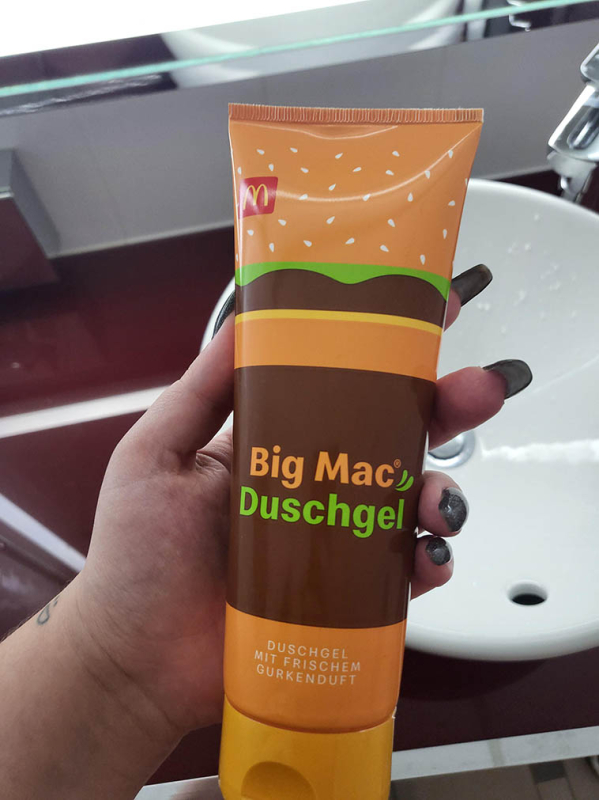 Big Mac®
Duschgel
DUSCHGEL
MIT FRISCHEM
GURKENDUFT